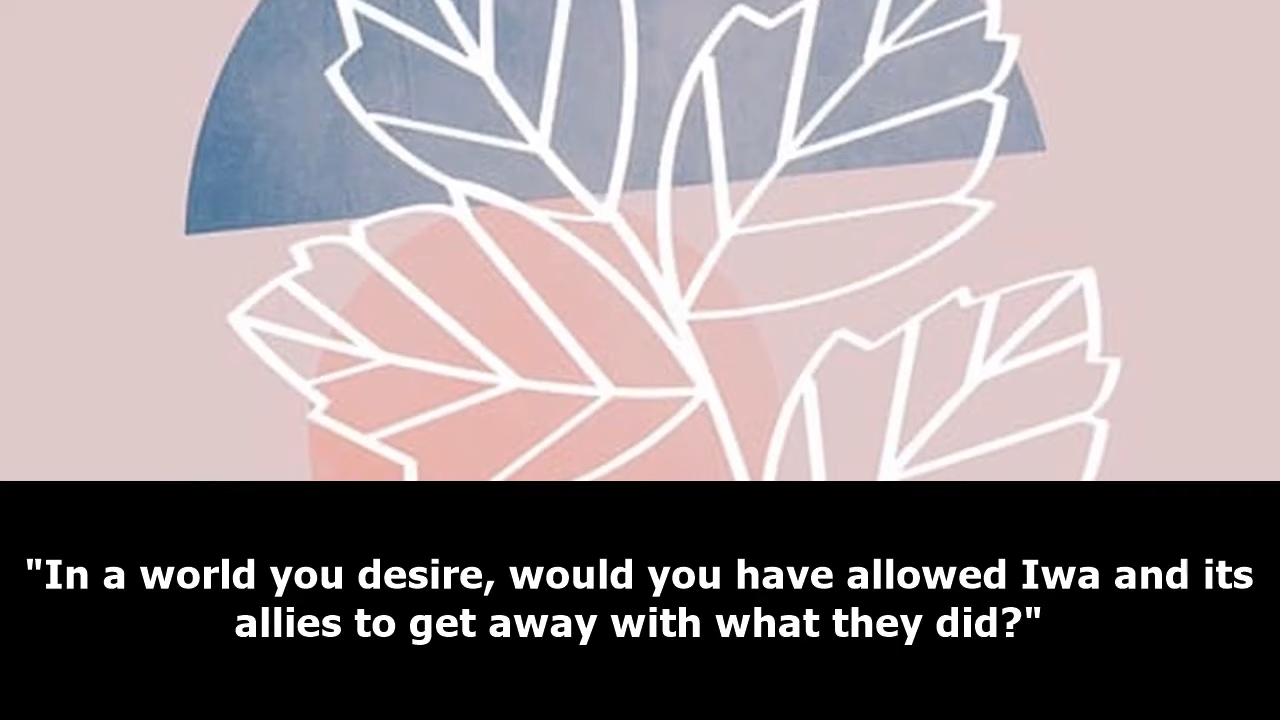 "In a world you desire, would you have allowed Iwa and its
allies to get away with what they did?"